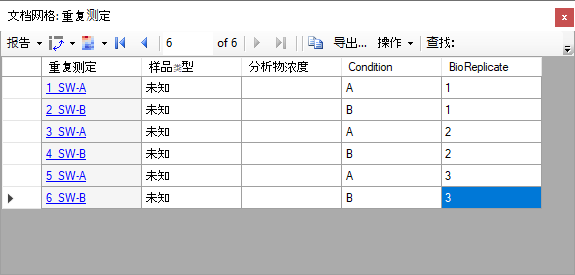 文档网格: 重复测定
报告 6 of 6 导出... 操作 查找:
重复测定 样品类型 分析物浓度 Condition BioReplicate
1_SW-A 未知 A 1
2_SW-B 未知 B 1
3_SW-A 未知 A 2
4_SW-B 未知 B 2
5_SW-A 未知 A 3
6_SW-B 未知 B 3